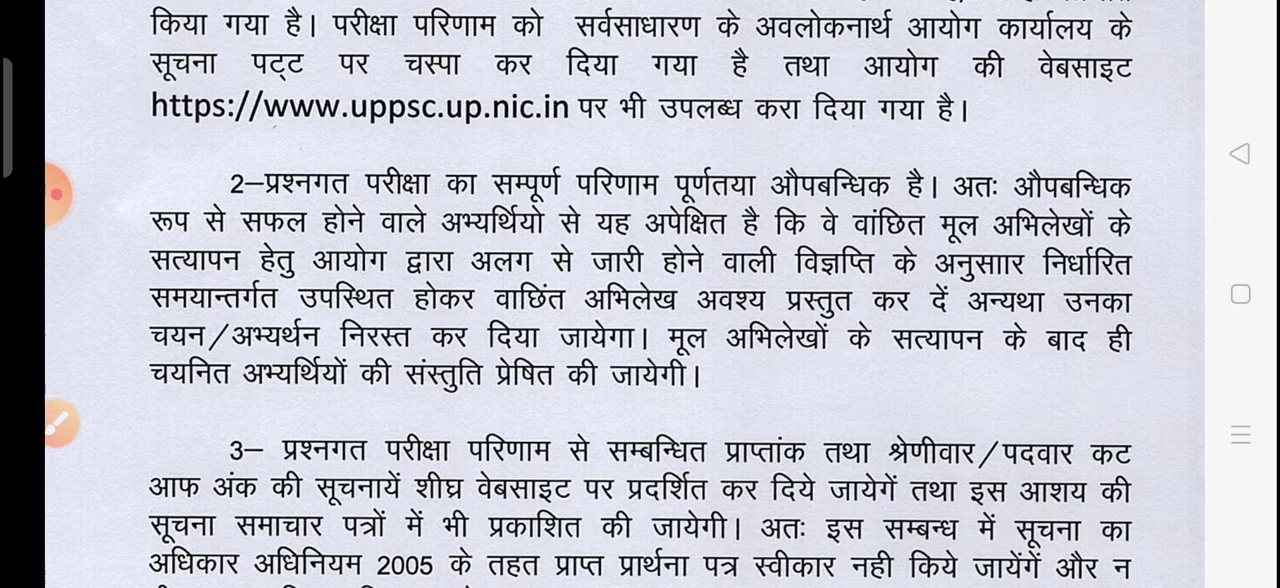 किया गया है। परीक्षा परिणाम को सर्वसाधारण के अवलोकनार्थ आयोग कार्यालय के
सूचना पट्ट पर चस्पा कर दिया गया है तथा आयोग की वेबसाइट
https://www.uppsc.up.nic.in पर भी उपलब्ध करा दिया गया है।
2–प्रश्नगत परीक्षा का सम्पूर्ण परिणाम पूर्णतया औपबन्धिक है। अतः औपबन्धिक
रूप से सफल होने वाले अभ्यर्थियो से यह अपेक्षित है कि वे वांछित मूल अभिलेखों के
सत्यापन हेतु आयोग द्वारा अलग से जारी होने वाली विज्ञप्ति के अनुसाार निर्धारित
समयान्तर्गत उपस्थित होकर वाछिंत अभिलेख अवश्य प्रस्तुत कर दें अन्यथा उनका
चयन/अभ्यर्थन निरस्त कर दिया जायेगा। मूल अभिलेखों के सत्यापन के बाद ही
चयनित अभ्यर्थियों की संस्तुति प्रेषित की जायेगी।
3– प्रश्नगत परीक्षा परिणाम से सम्बन्धित प्राप्तांक तथा श्रेणीवार/पदवार कट
आफ अंक की सूचनायें शीघ्र वेबसाइट पर प्रदर्शित कर दिये जायेगें तथा इस आशय की
सूचना समाचार पत्रों में भी प्रकाशित की जायेगी। अतः इस सम्बन्ध में सूचना का
अधिकार अधिनियम 2005 के तहत प्राप्त प्रार्थना पत्र स्वीकार नही किये जायेंगें और न